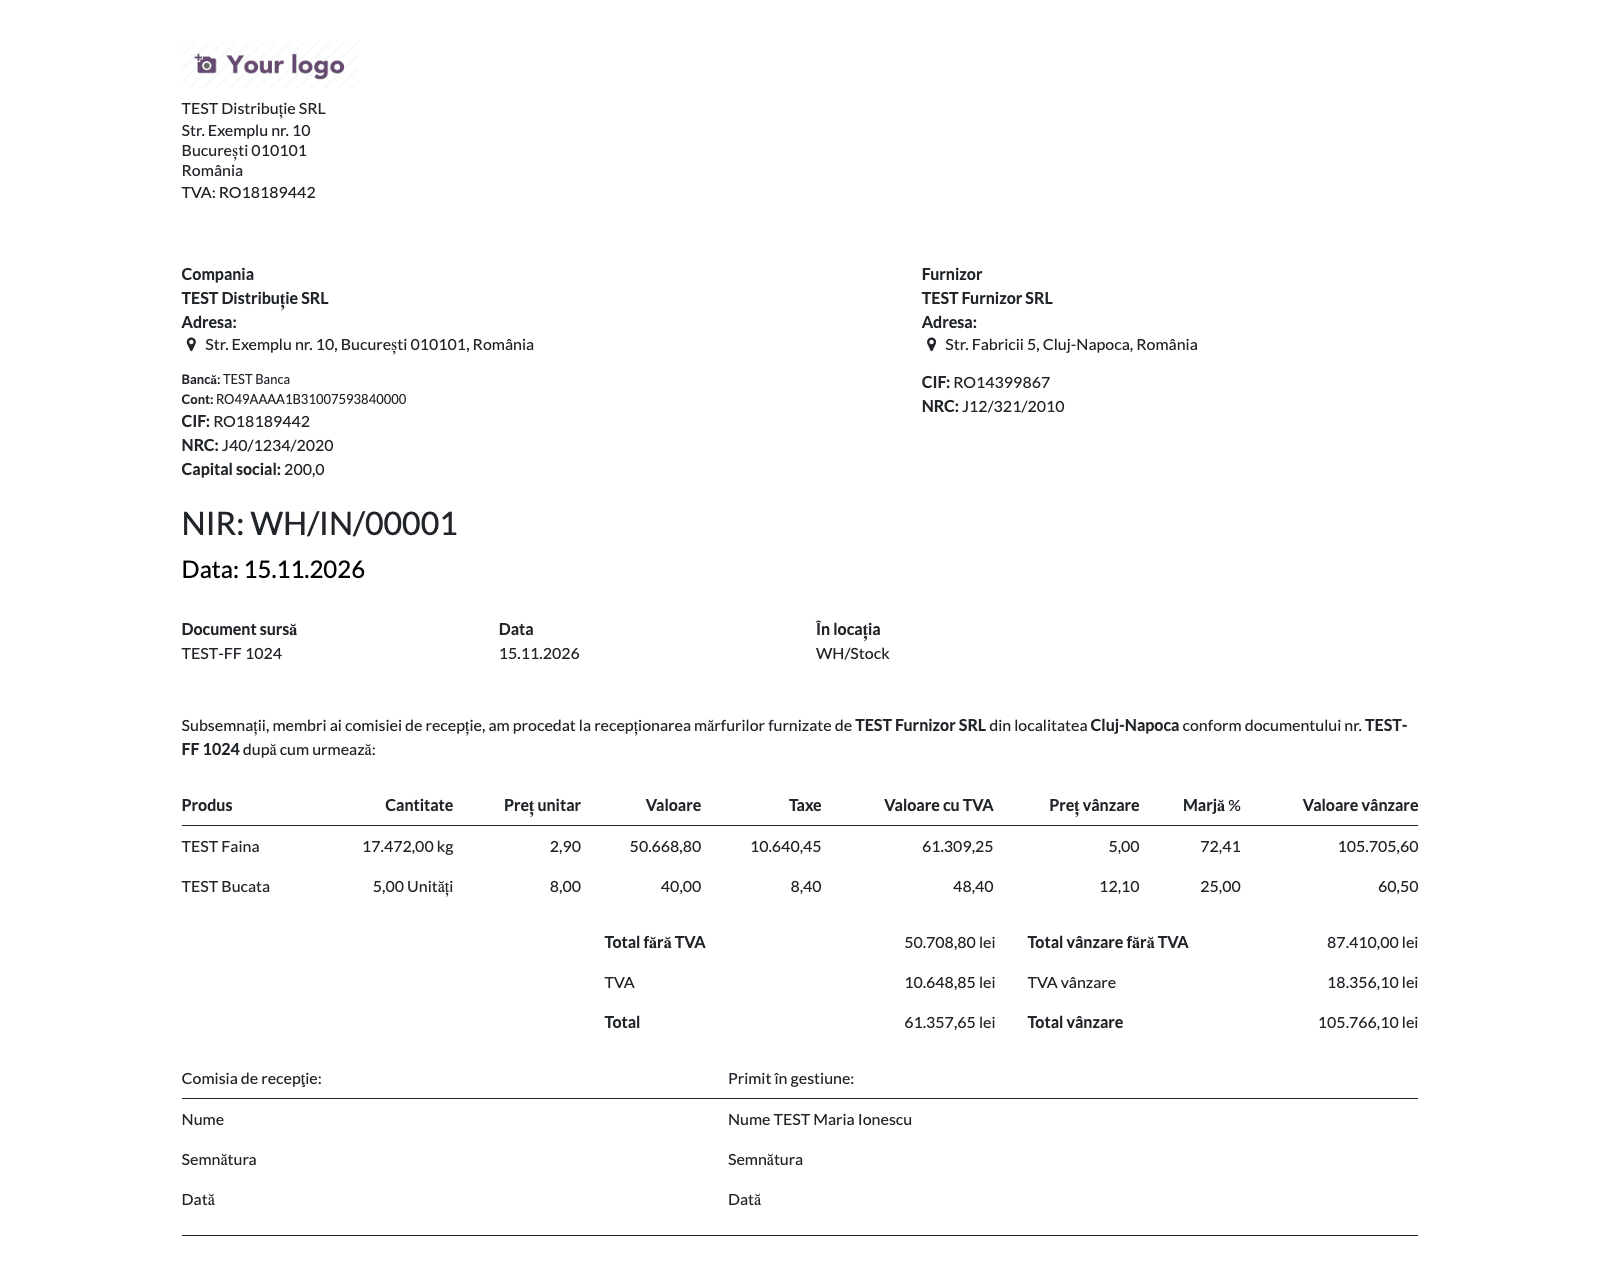 Your logo
TEST Distribuție SRL
Str. Exemplu nr. 10
București 010101
România
TVA: RO18189442
Compania
TEST Distribuție SRL
Adresa:
Str. Exemplu nr. 10, București 010101, România
Bancă: TEST Banca
Cont: RO49AAAA1B31007593840000
CIF: RO18189442
NRC: J40/1234/2020
Capital social: 200,0
Furnizor
TEST Furnizor SRL
Adresa:
Str. Fabricii 5, Cluj-Napoca, România
CIF: RO14399867
NRC: J12/321/2010
NIR: WH/IN/00001
Data: 15.11.2026
Document sursă Data În locația
TEST-FF 1024 15.11.2026 WH/Stock
Subsemnații, membri ai comisiei de recepție, am procedat la recepționarea mărfurilor furnizate de TEST Furnizor SRL din localitatea Cluj-Napoca conform documentului nr. TEST-
FF 1024 după cum urmează:
Produs Cantitate Preț unitar Valoare Taxe Valoare cu TVA Preț vânzare Marjă % Valoare vânzare
TEST Faina 17.472,00 kg 2,90 50.668,80 10.640,45 61.309,25 5,00 72,41 105.705,60
TEST Bucata 5,00 Unități 8,00 40,00 8,40 48,40 12,10 25,00 60,50
Total fără TVA 50.708,80 lei Total vânzare fără TVA 87.410,00 lei
TVA 10.648,85 lei TVA vânzare 18.356,10 lei
Total 61.357,65 lei Total vânzare 105.766,10 lei
Comisia de recepţie: Primit în gestiune:
Nume Nume TEST Maria Ionescu
Semnătura Semnătura
Dată Dată